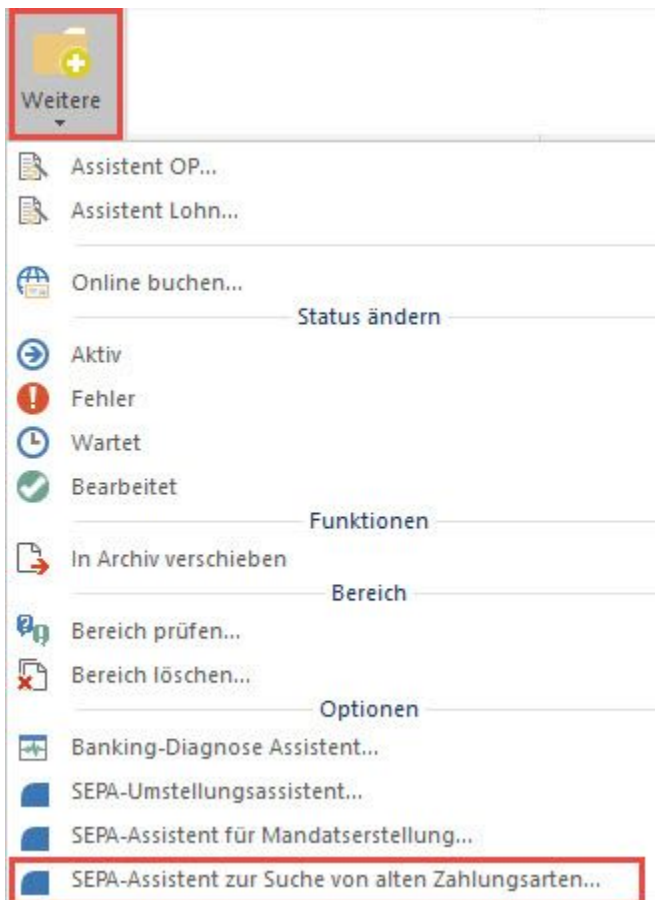 Weitere
Assistent OP...
Assistent Lohn...
Online buchen...
Status ändern
Aktiv
Fehler
Wartet
Bearbeitet
Funktionen
In Archiv verschieben
Bereich
Bereich prüfen...
Bereich löschen...
Optionen
Banking-Diagnose Assistent...
SEPA-Umstellungsassistent...
SEPA-Assistent für Mandatserstellung...
SEPA-Assistent zur Suche von alten Zahlungsarten...